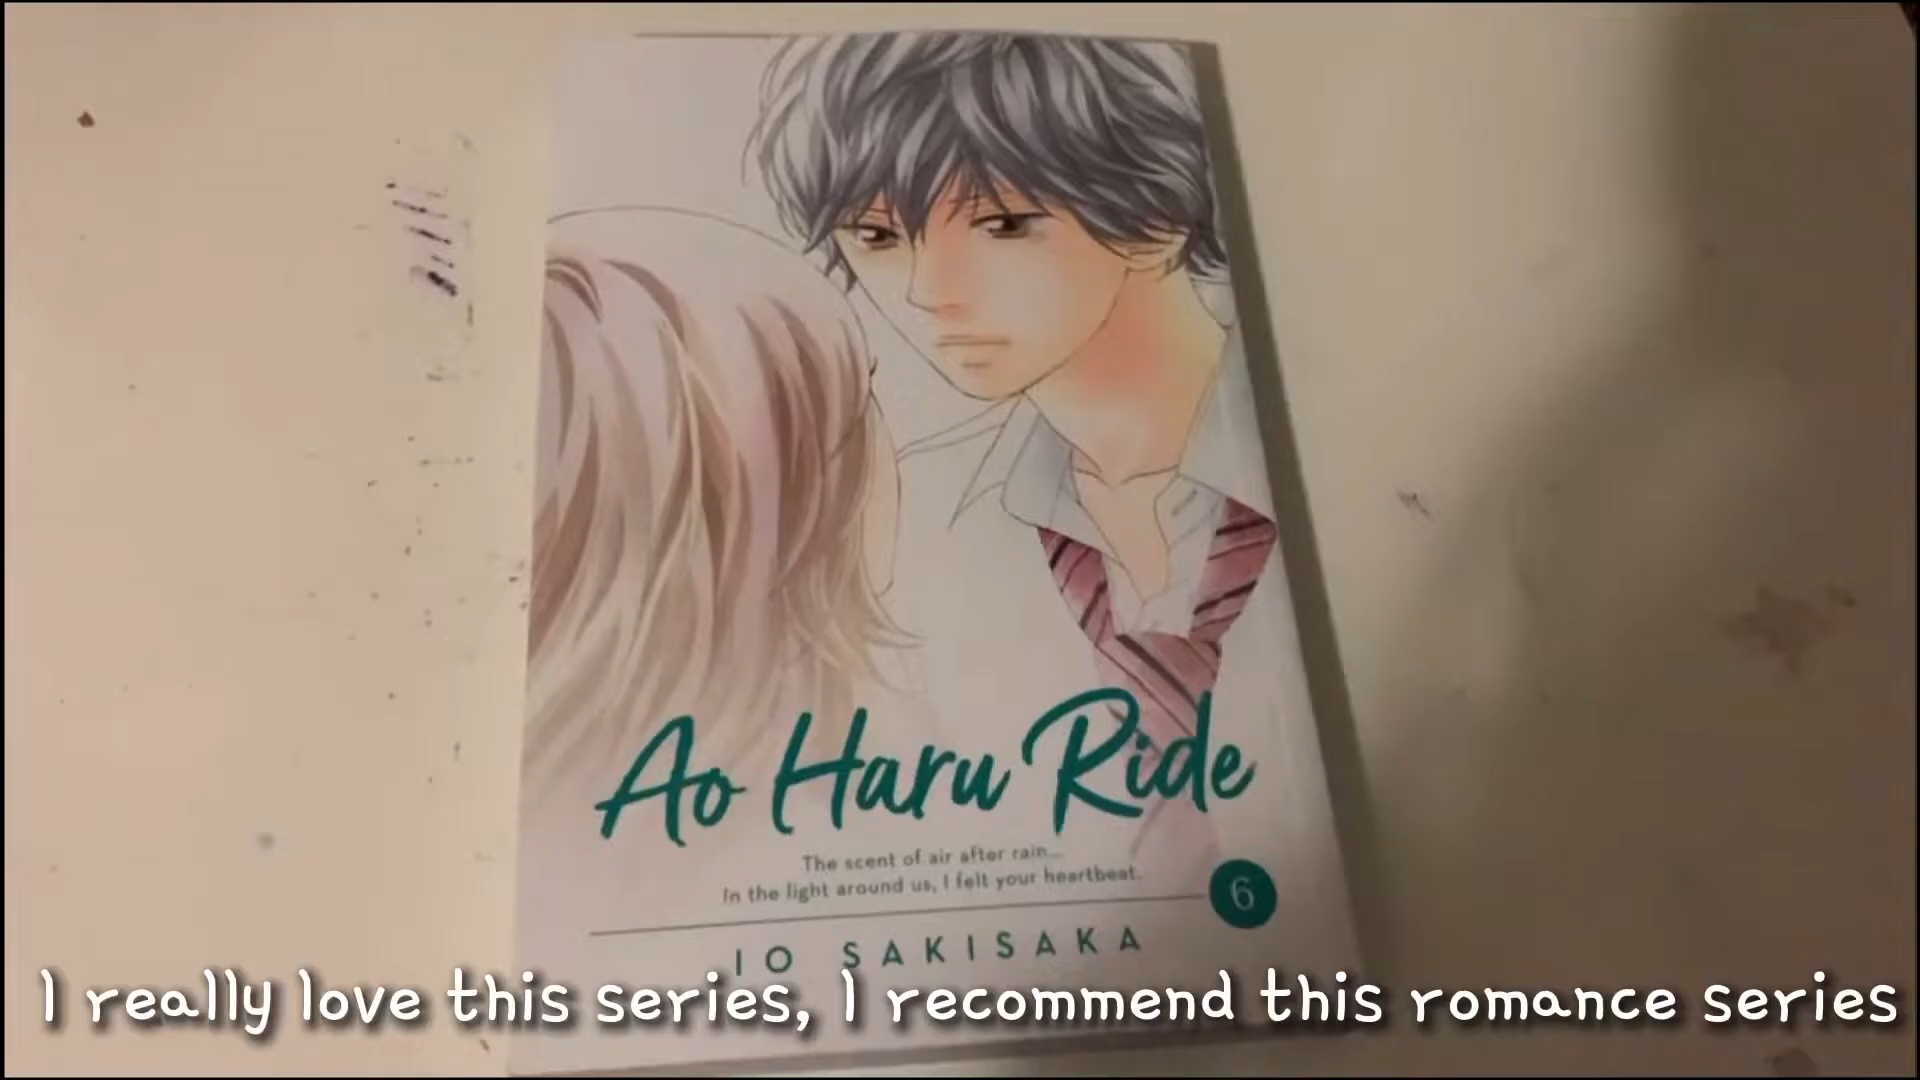 Ao Haru Ride
The scent of air after rain...
In the light around us, I felt your heartbeat.
6
IO SAKISAKA
I really love this series, I recommend this romance series